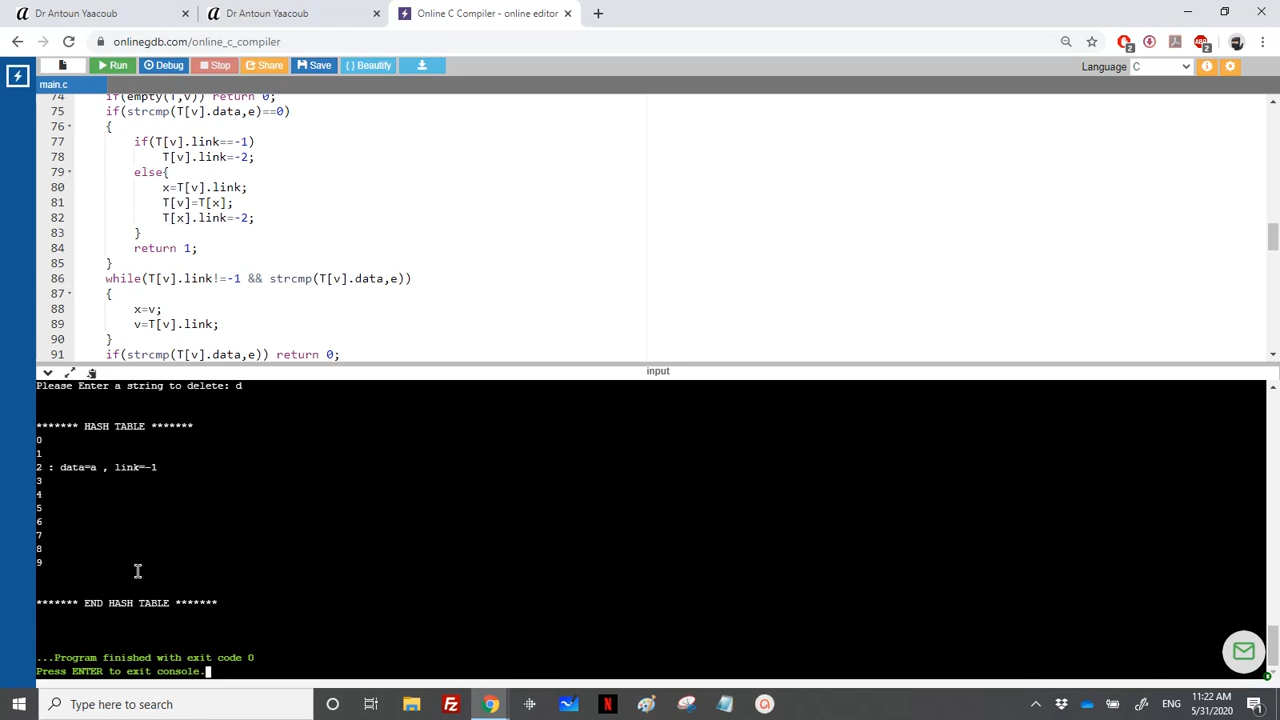 Dr Antoun Yaacoub
Dr Antoun Yaacoub
Online C Compiler - online editor
onlinegdb.com/online_c_compiler
Run
Debug
Stop
Share
Save
{ } Beautify
Language
C
main.c
74 if(empty(T,v)) return 0;
75 if(strcmp(T[v].data,e)==0)
76 {
77 if(T[v].link==-1)
78 T[v].link=-2;
79 else{
80 x=T[v].link;
81 T[v]=T[x];
82 T[x].link=-2;
83 }
84 return 1;
85 }
86 while(T[v].link!=-1 && strcmp(T[v].data,e))
87 {
88 x=v;
89 v=T[v].link;
90 }
91 if(strcmp(T[v].data,e)) return 0;
input
Please Enter a string to delete: d
******* HASH TABLE *******
0
1
2 : data=a , link=-1
3
4
5
6
7
8
9
******* END HASH TABLE *******
...Program finished with exit code 0
Press ENTER to exit console.
Type here to search
ENG
11:22 AM
5/31/2020